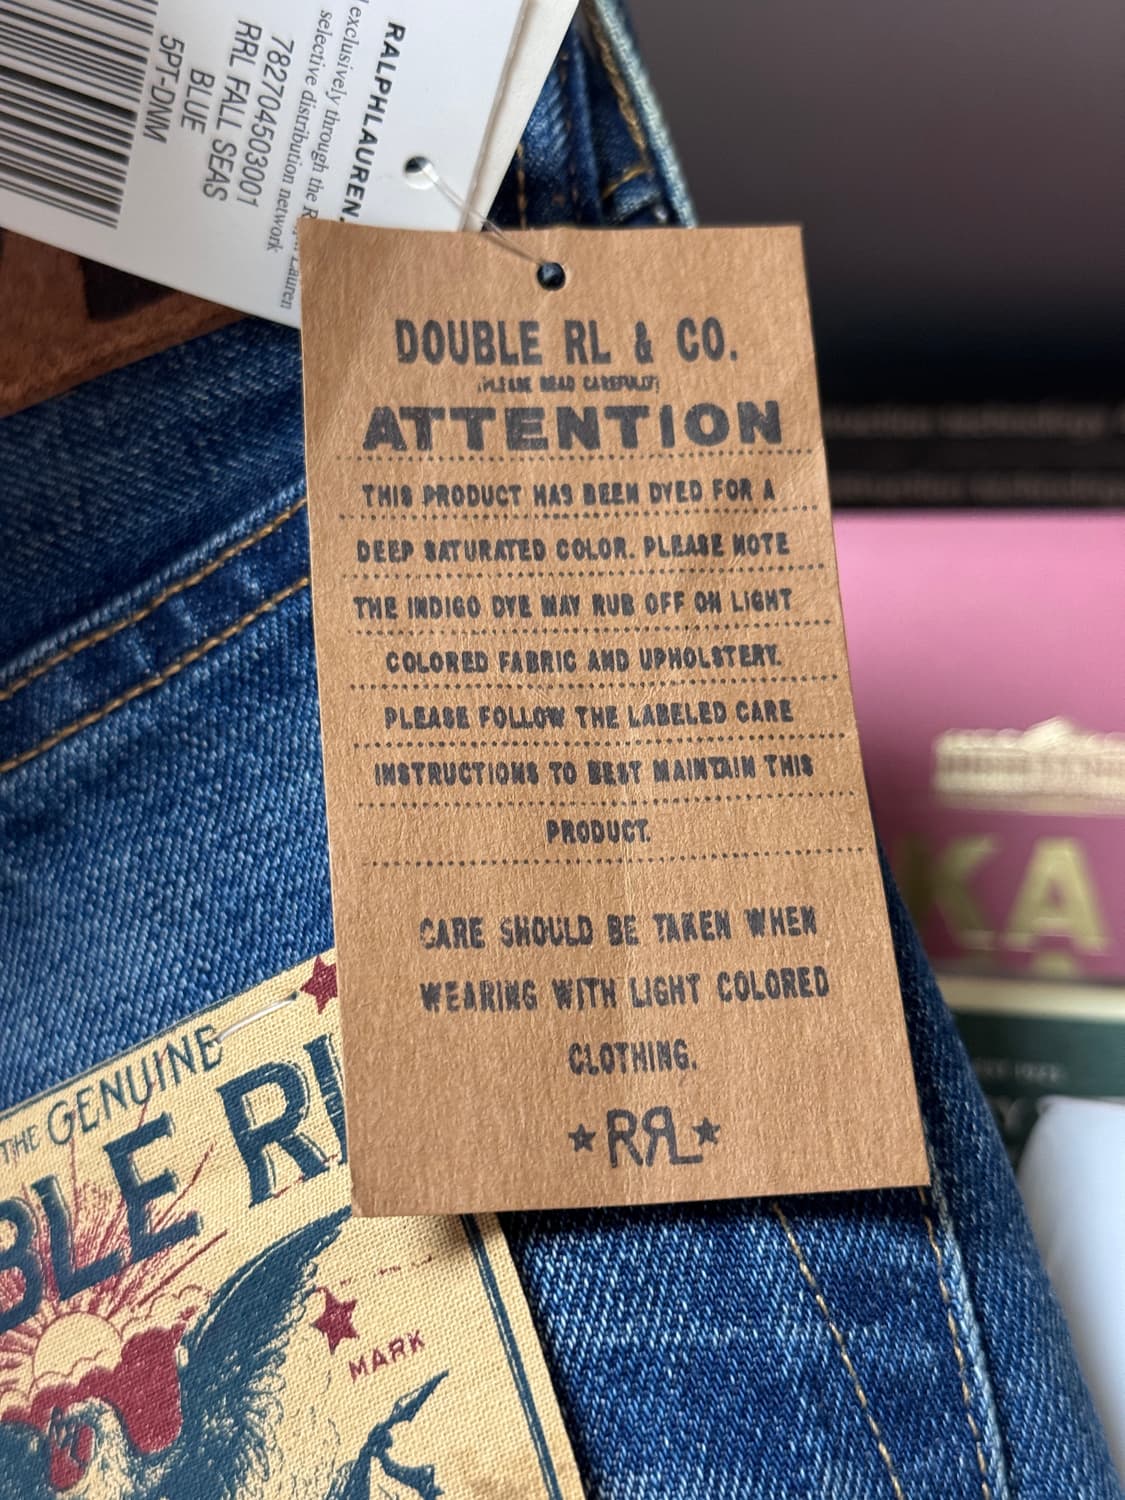 RALPHLAUREN.
exclusively through the
selective distribution network
782704503001
RRL FALL SEAS
BLUE
5PT-DNM
DOUBLE RL & CO.
(PLEASE READ CAREFULLY)
ATTENTION
THIS PRODUCT HAS BEEN DYED FOR A
DEEP SATURATED COLOR. PLEASE NOTE
THE INDIGO DYE MAY RUB OFF ON LIGHT
COLORED FABRIC AND UPHOLSTERY.
PLEASE FOLLOW THE LABELED CARE
INSTRUCTIONS TO BEST MAINTAIN THIS
PRODUCT.
CARE SHOULD BE TAKEN WHEN
WEARING WITH LIGHT COLORED
CLOTHING.
RRL
THE GENUINE
BLE RL
MARK
KA